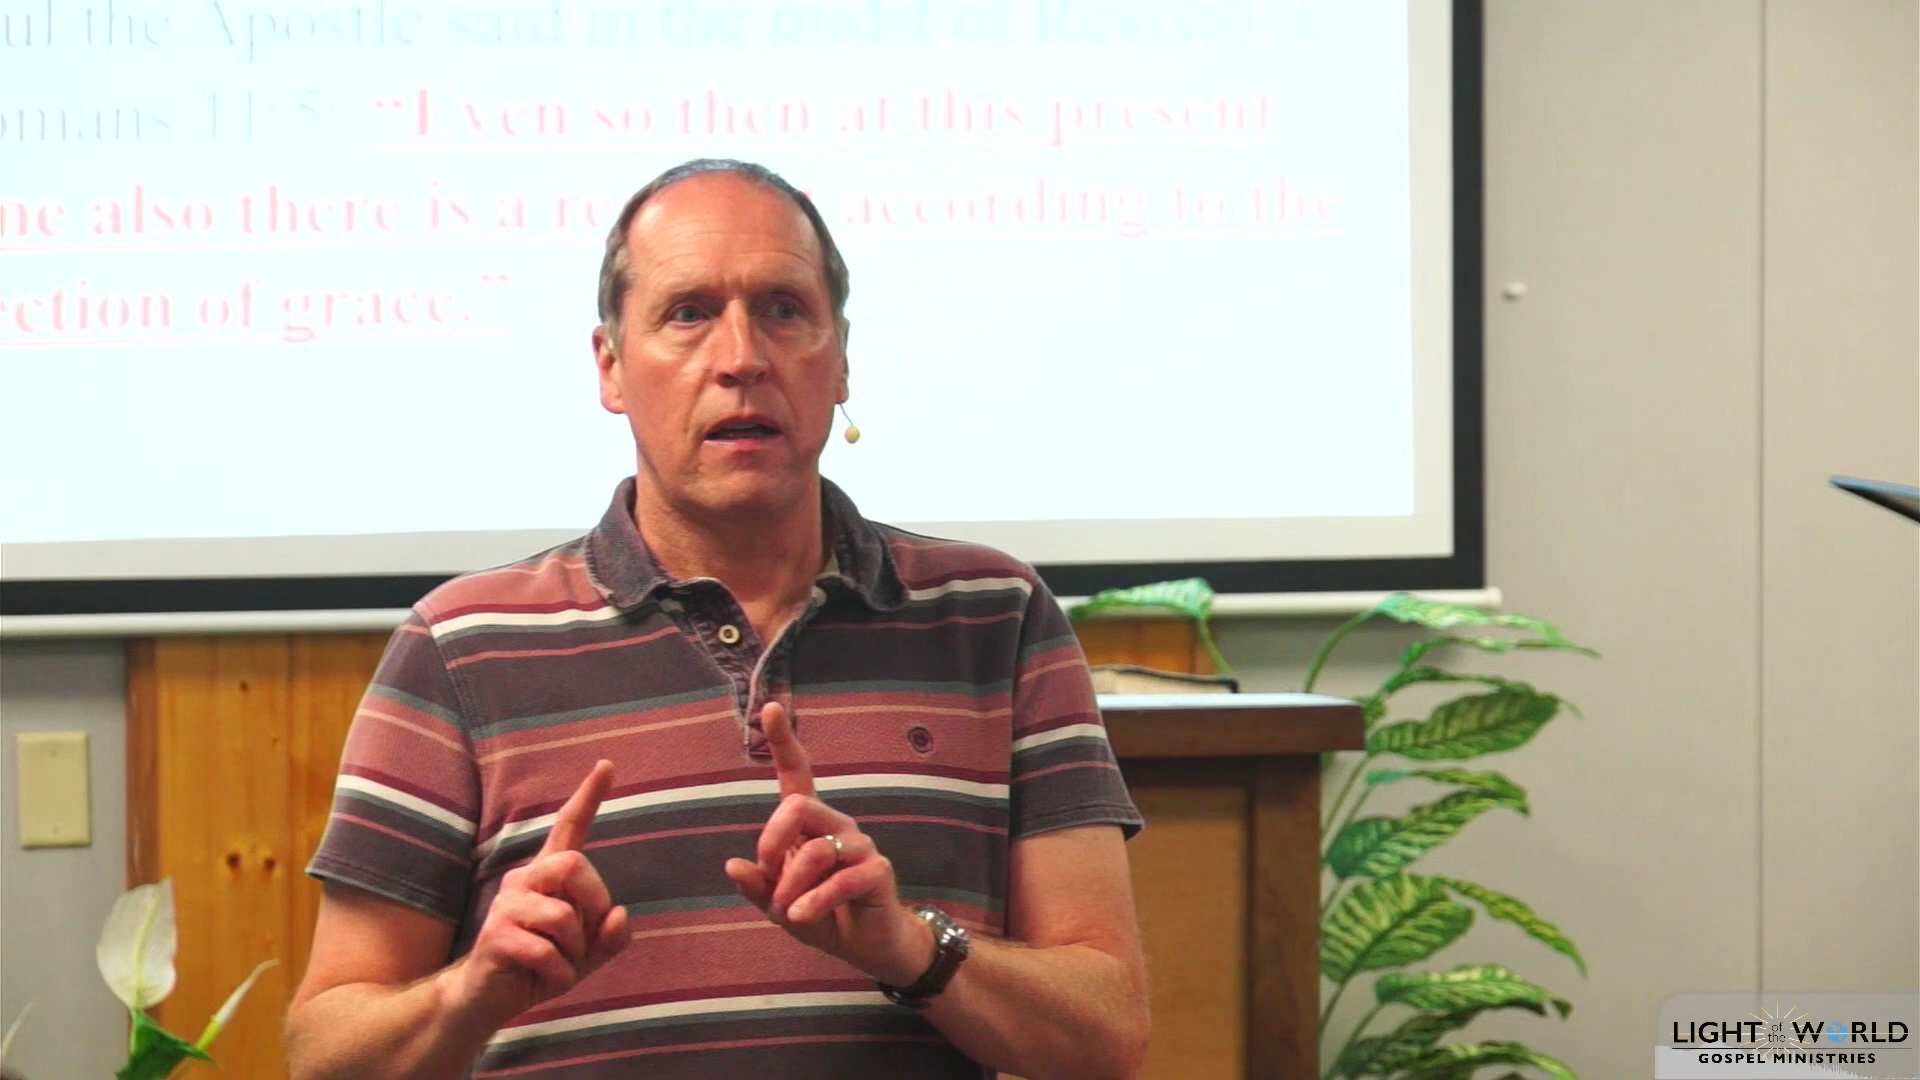 ul the Apostle said in the midst of Revival in
omans 11:5: "Even so then at this present
ne also there is a re according to the
ection of grace."
LIGHT of the WORLD
GOSPEL MINISTRIES